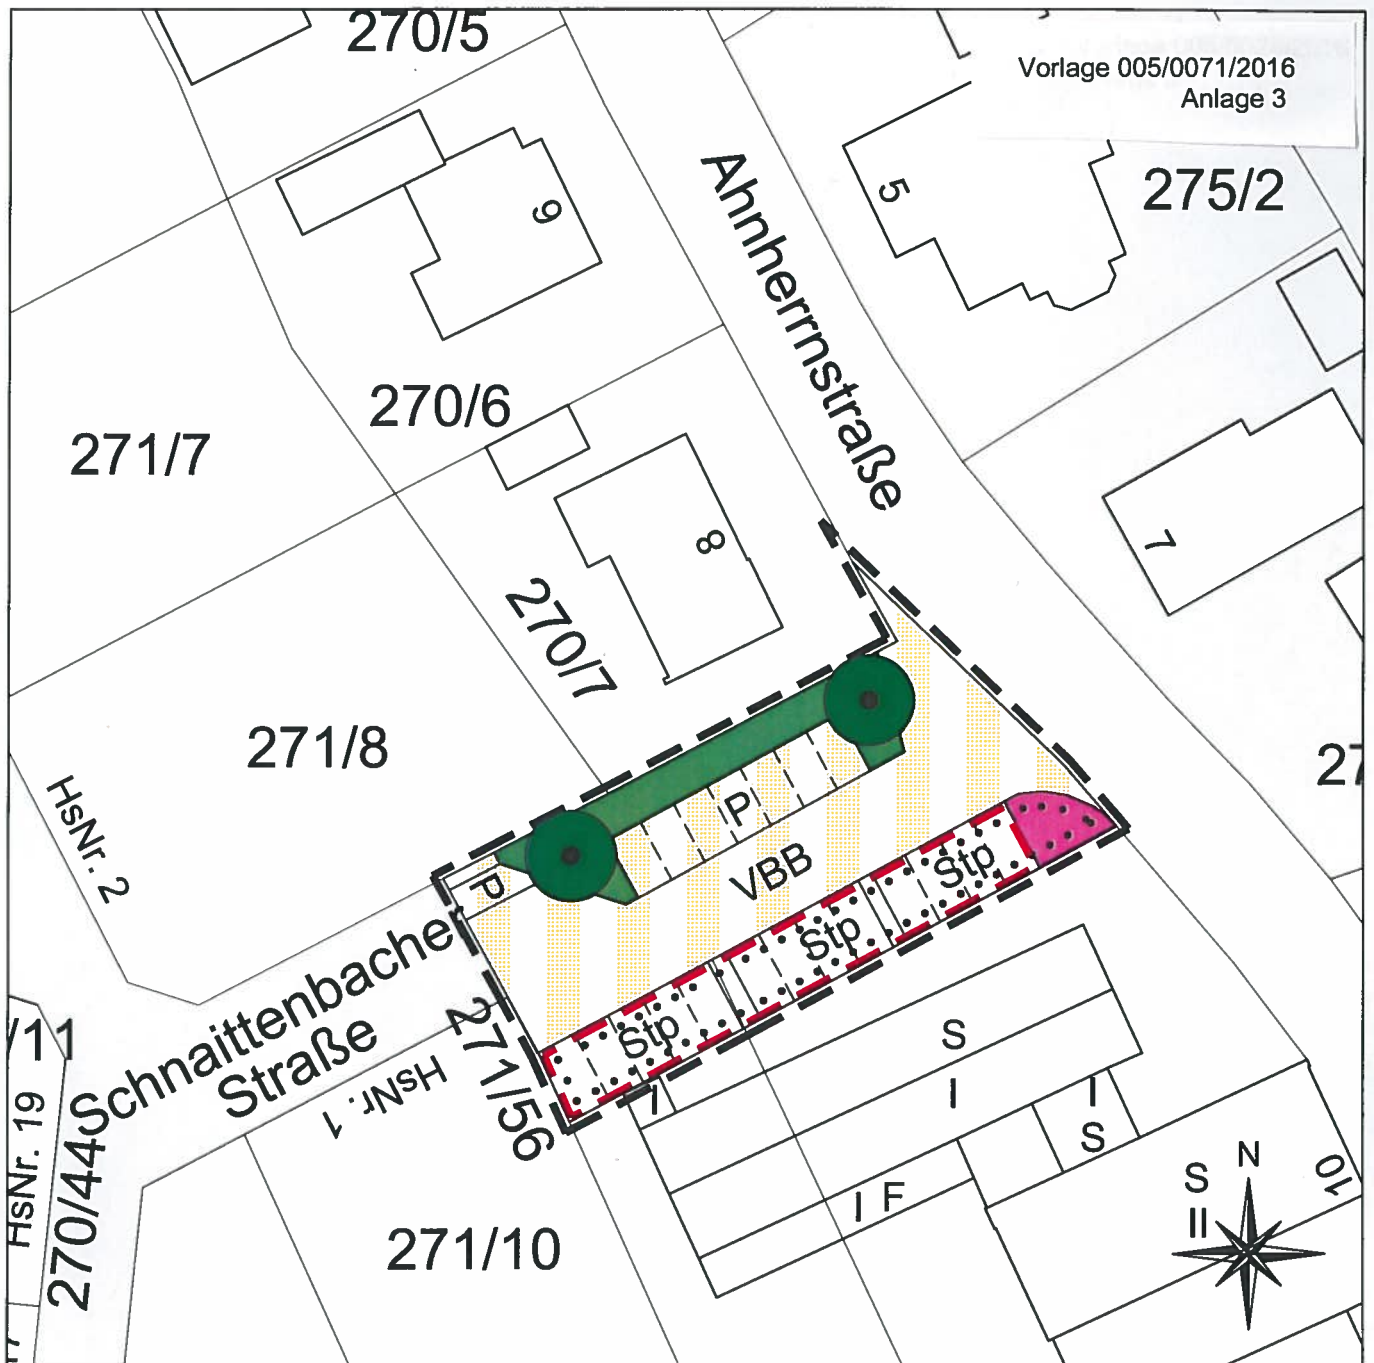 270/5
Vorlage 005/0071/2016
Anlage 3
Ahnherrnstraße
5
275/2
9
270/6
271/7
8
7
270/7
271/8
27
HsNr. 2
P
P
VBB
Stp
Stp
Stp
Schnaittenbacher
Straße
271/56
HsNr. 1
/11
HsNr. 19
270/44
271/10
I
S
I
I
S
I F
S
II
N
10